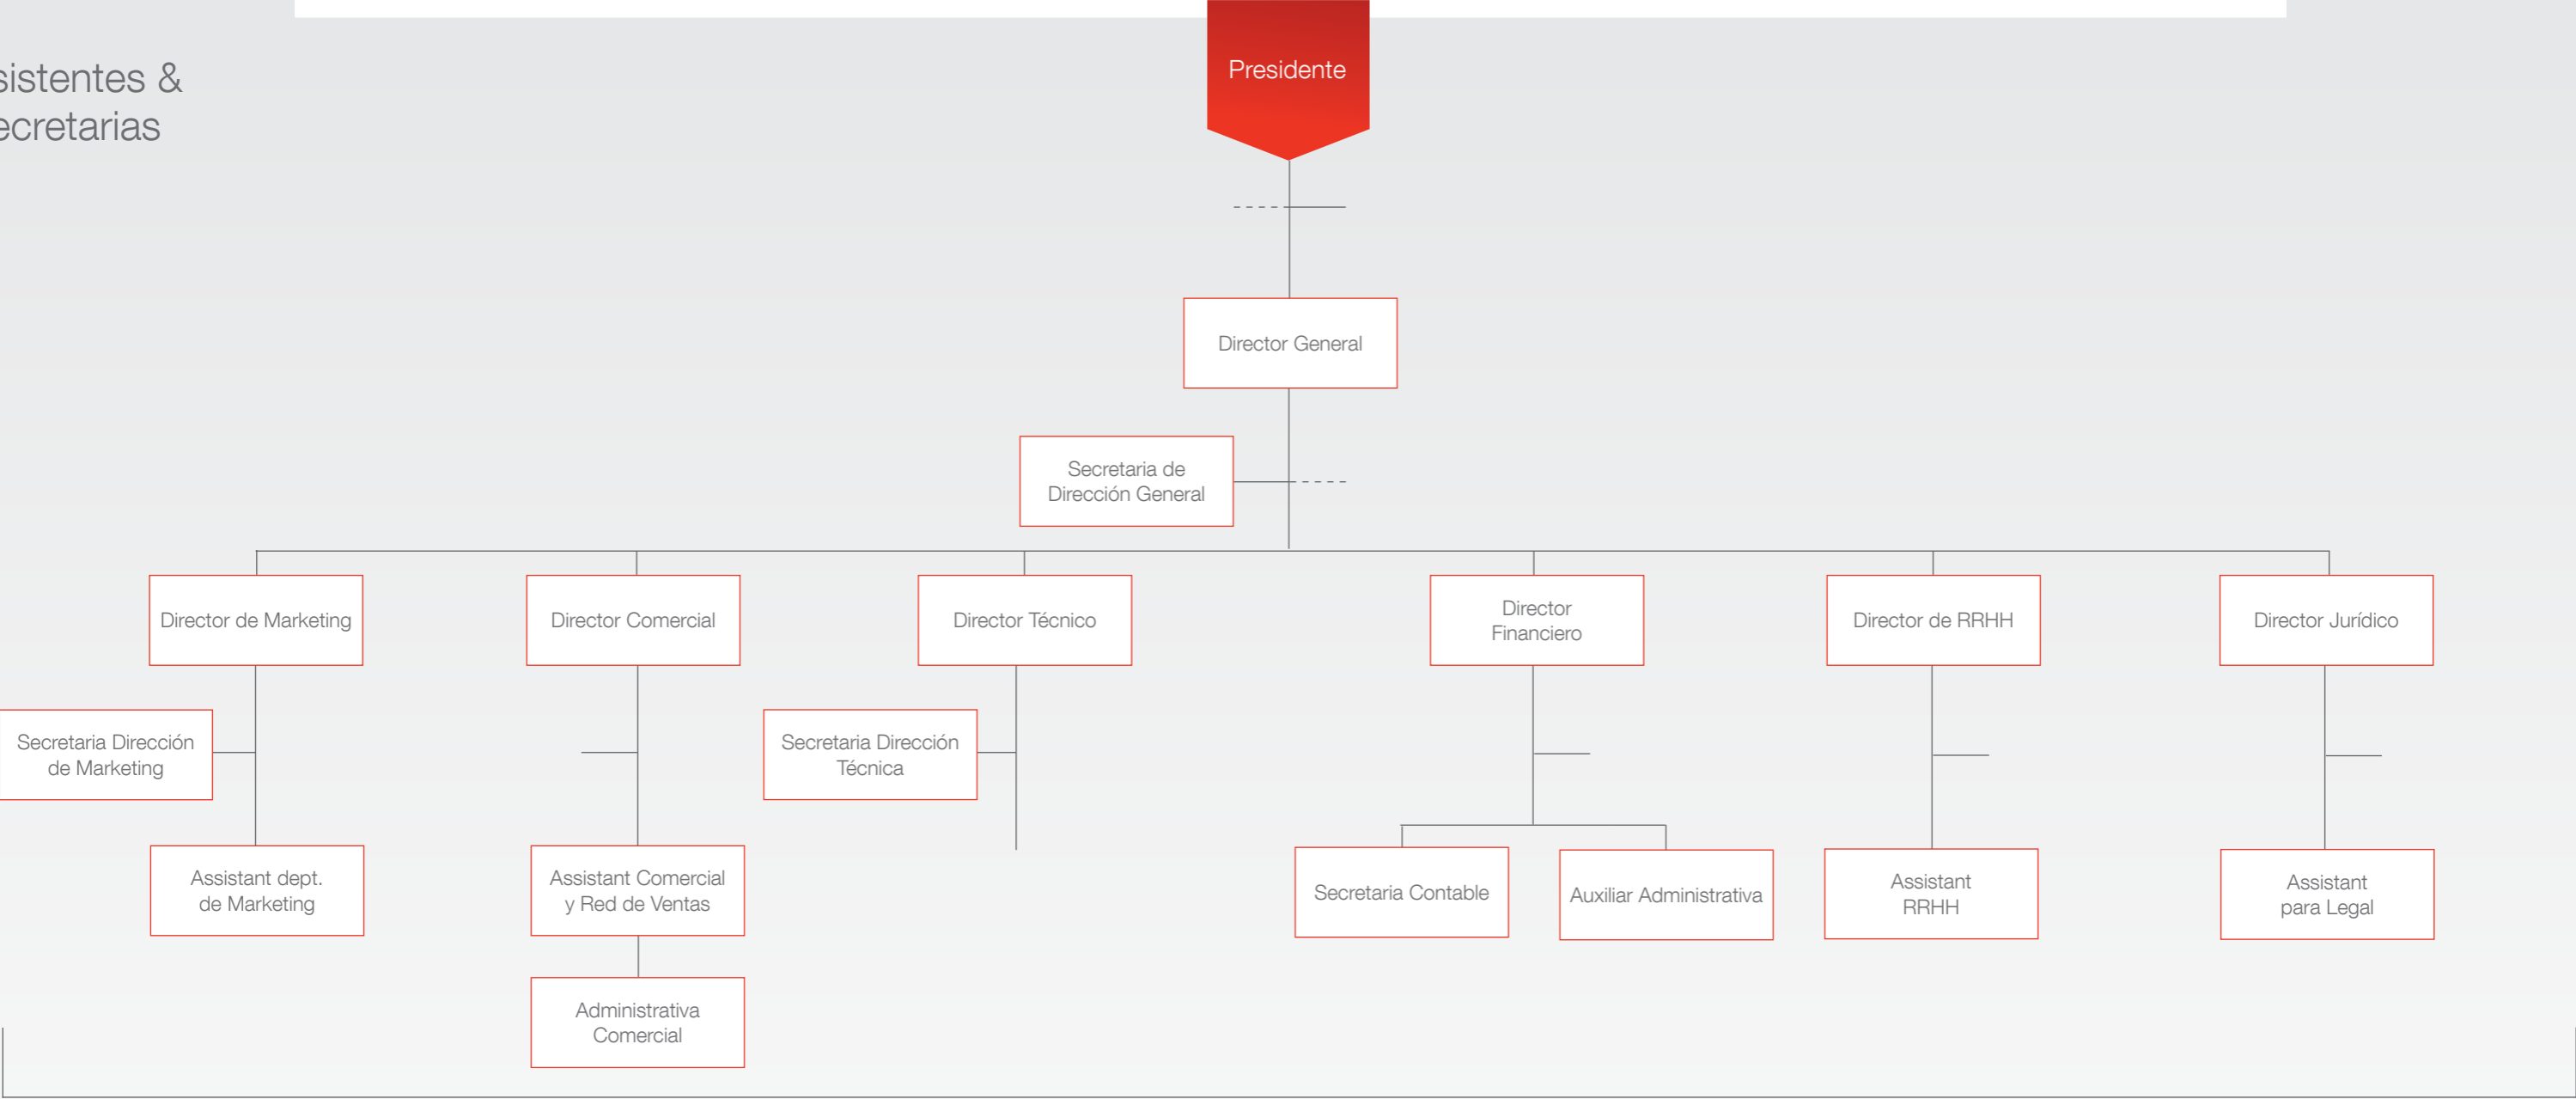 sistentes &
ecretarias
Presidente
Director General
Secretaria de
Dirección General
Director de Marketing
Director Comercial
Director Técnico
Director
Financiero
Director de RRHH
Director Jurídico
Secretaria Dirección
de Marketing
Secretaria Dirección
Técnica
Assistant dept.
de Marketing
Assistant Comercial
y Red de Ventas
Secretaria Contable
Auxiliar Administrativa
Assistant
RRHH
Assistant
para Legal
Administrativa
Comercial